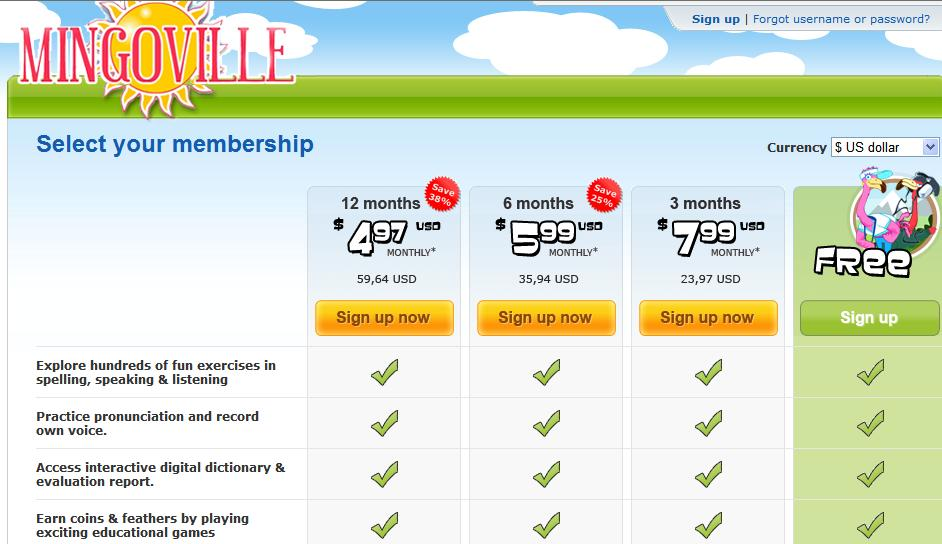 Sign up | Forgot username or password?
MINGOVILLE
Select your membership
Currency $ US dollar
12 months
Save
38%
$ 4.97 USD
MONTHLY*
59,64 USD
Sign up now
6 months
Save
25%
$ 5.99 USD
MONTHLY*
35,94 USD
Sign up now
3 months
$ 7.99 USD
MONTHLY*
23,97 USD
Sign up now
FREE
Sign up
Explore hundreds of fun exercises in
spelling, speaking & listening
Practice pronunciation and record
own voice.
Access interactive digital dictionary &
evaluation report.
Earn coins & feathers by playing
exciting educational games